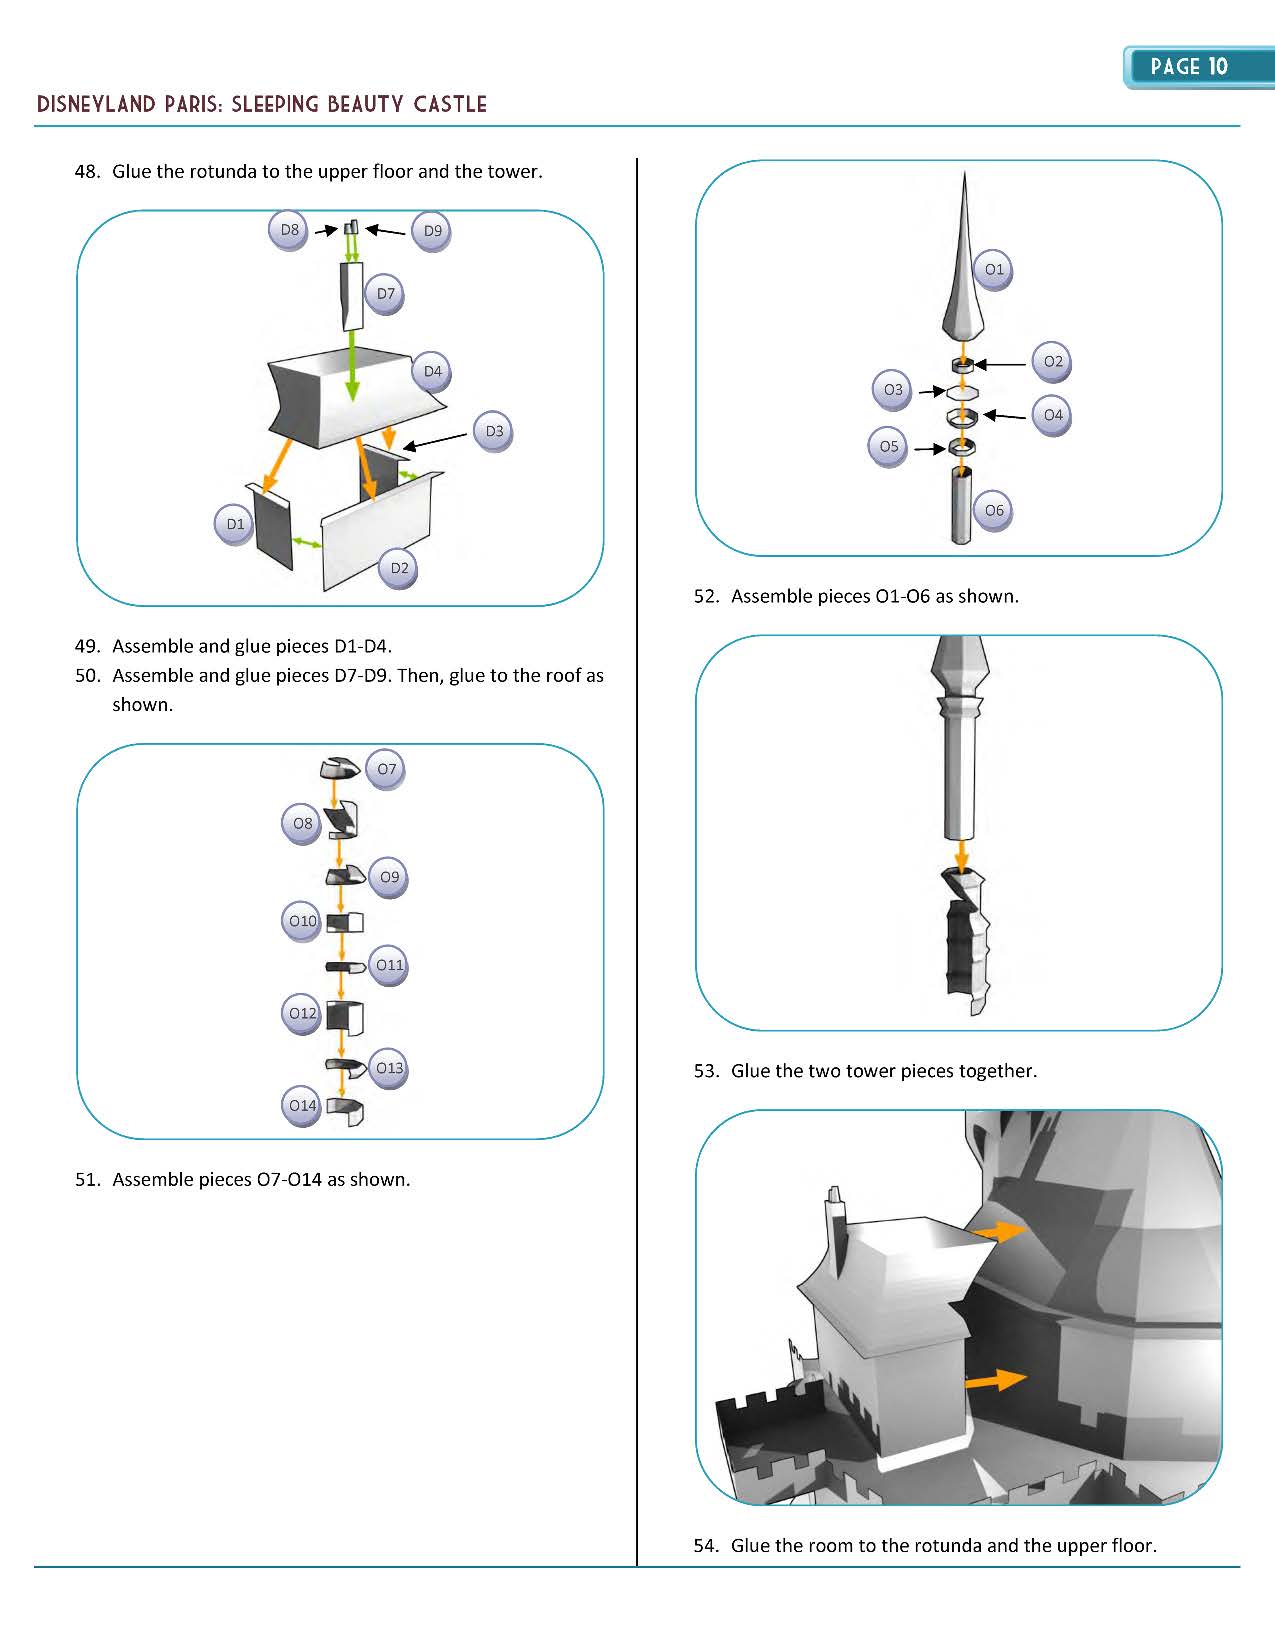 PAGE 10
DISNEYLAND PARIS: SLEEPING BEAUTY CASTLE
48. Glue the rotunda to the upper floor and the tower.
D8
D9
D7
D4
D3
D1
D2
49. Assemble and glue pieces D1-D4.
50. Assemble and glue pieces D7-D9. Then, glue to the roof as
shown.
O7
O8
O9
O10
O11
O12
O13
O14
51. Assemble pieces O7-O14 as shown.
O1
O2
O3
O4
O5
O6
52. Assemble pieces O1-O6 as shown.
53. Glue the two tower pieces together.
54. Glue the room to the rotunda and the upper floor.